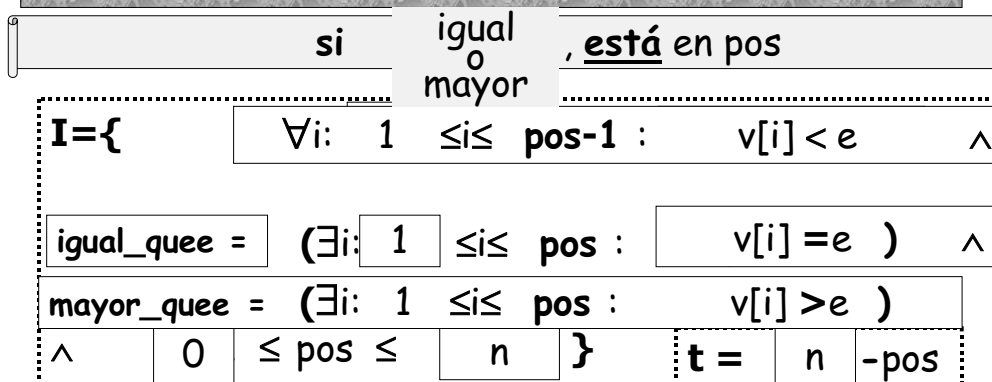 si igual o mayor , está en pos
I={ ∀i: 1 ≤i≤ pos-1 : v[i] < e ∧
igual_quee = (∃i: 1 ≤i≤ pos : v[i] =e ) ∧
mayor_quee = (∃i: 1 ≤i≤ pos : v[i] >e )
∧ 0 ≤ pos ≤ n } t = n -pos